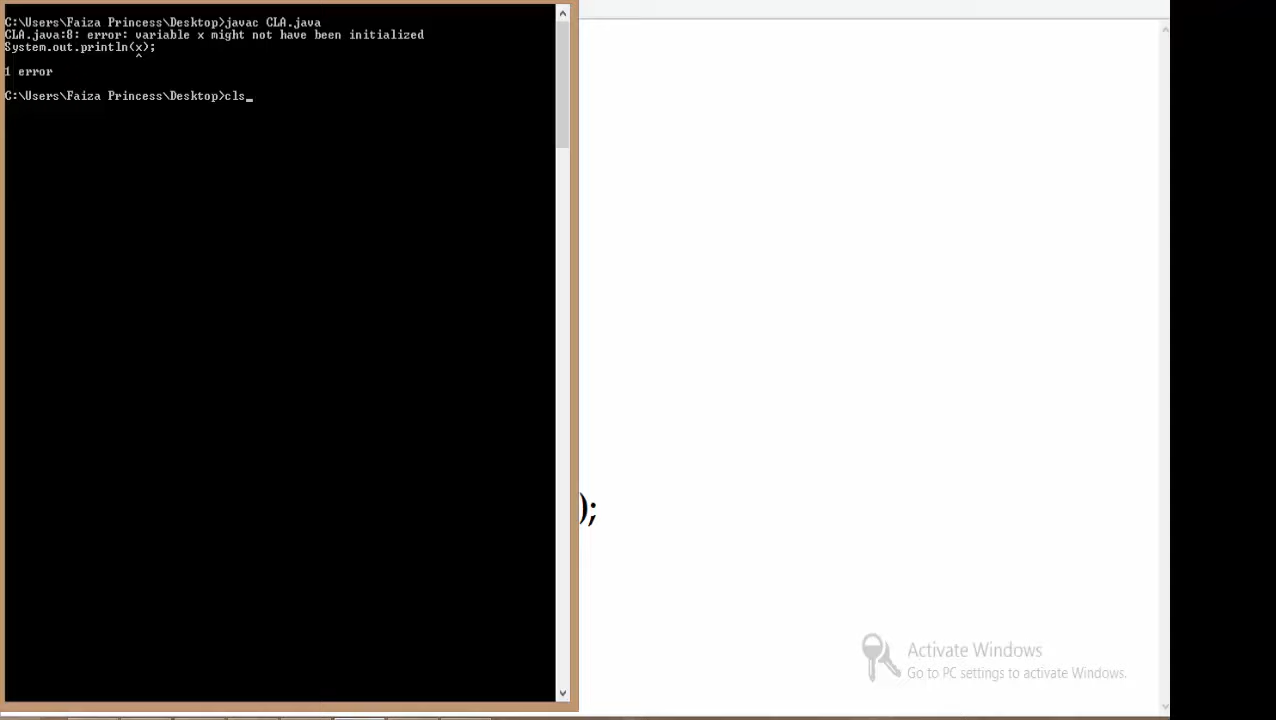 C:\Users\Faiza Princess\Desktop>javac CLA.java
CLA.java:8: error: variable x might not have been initialized
System.out.println(x);
^
1 error
C:\Users\Faiza Princess\Desktop>cls_
);
Activate Windows
Go to PC settings to activate Windows.